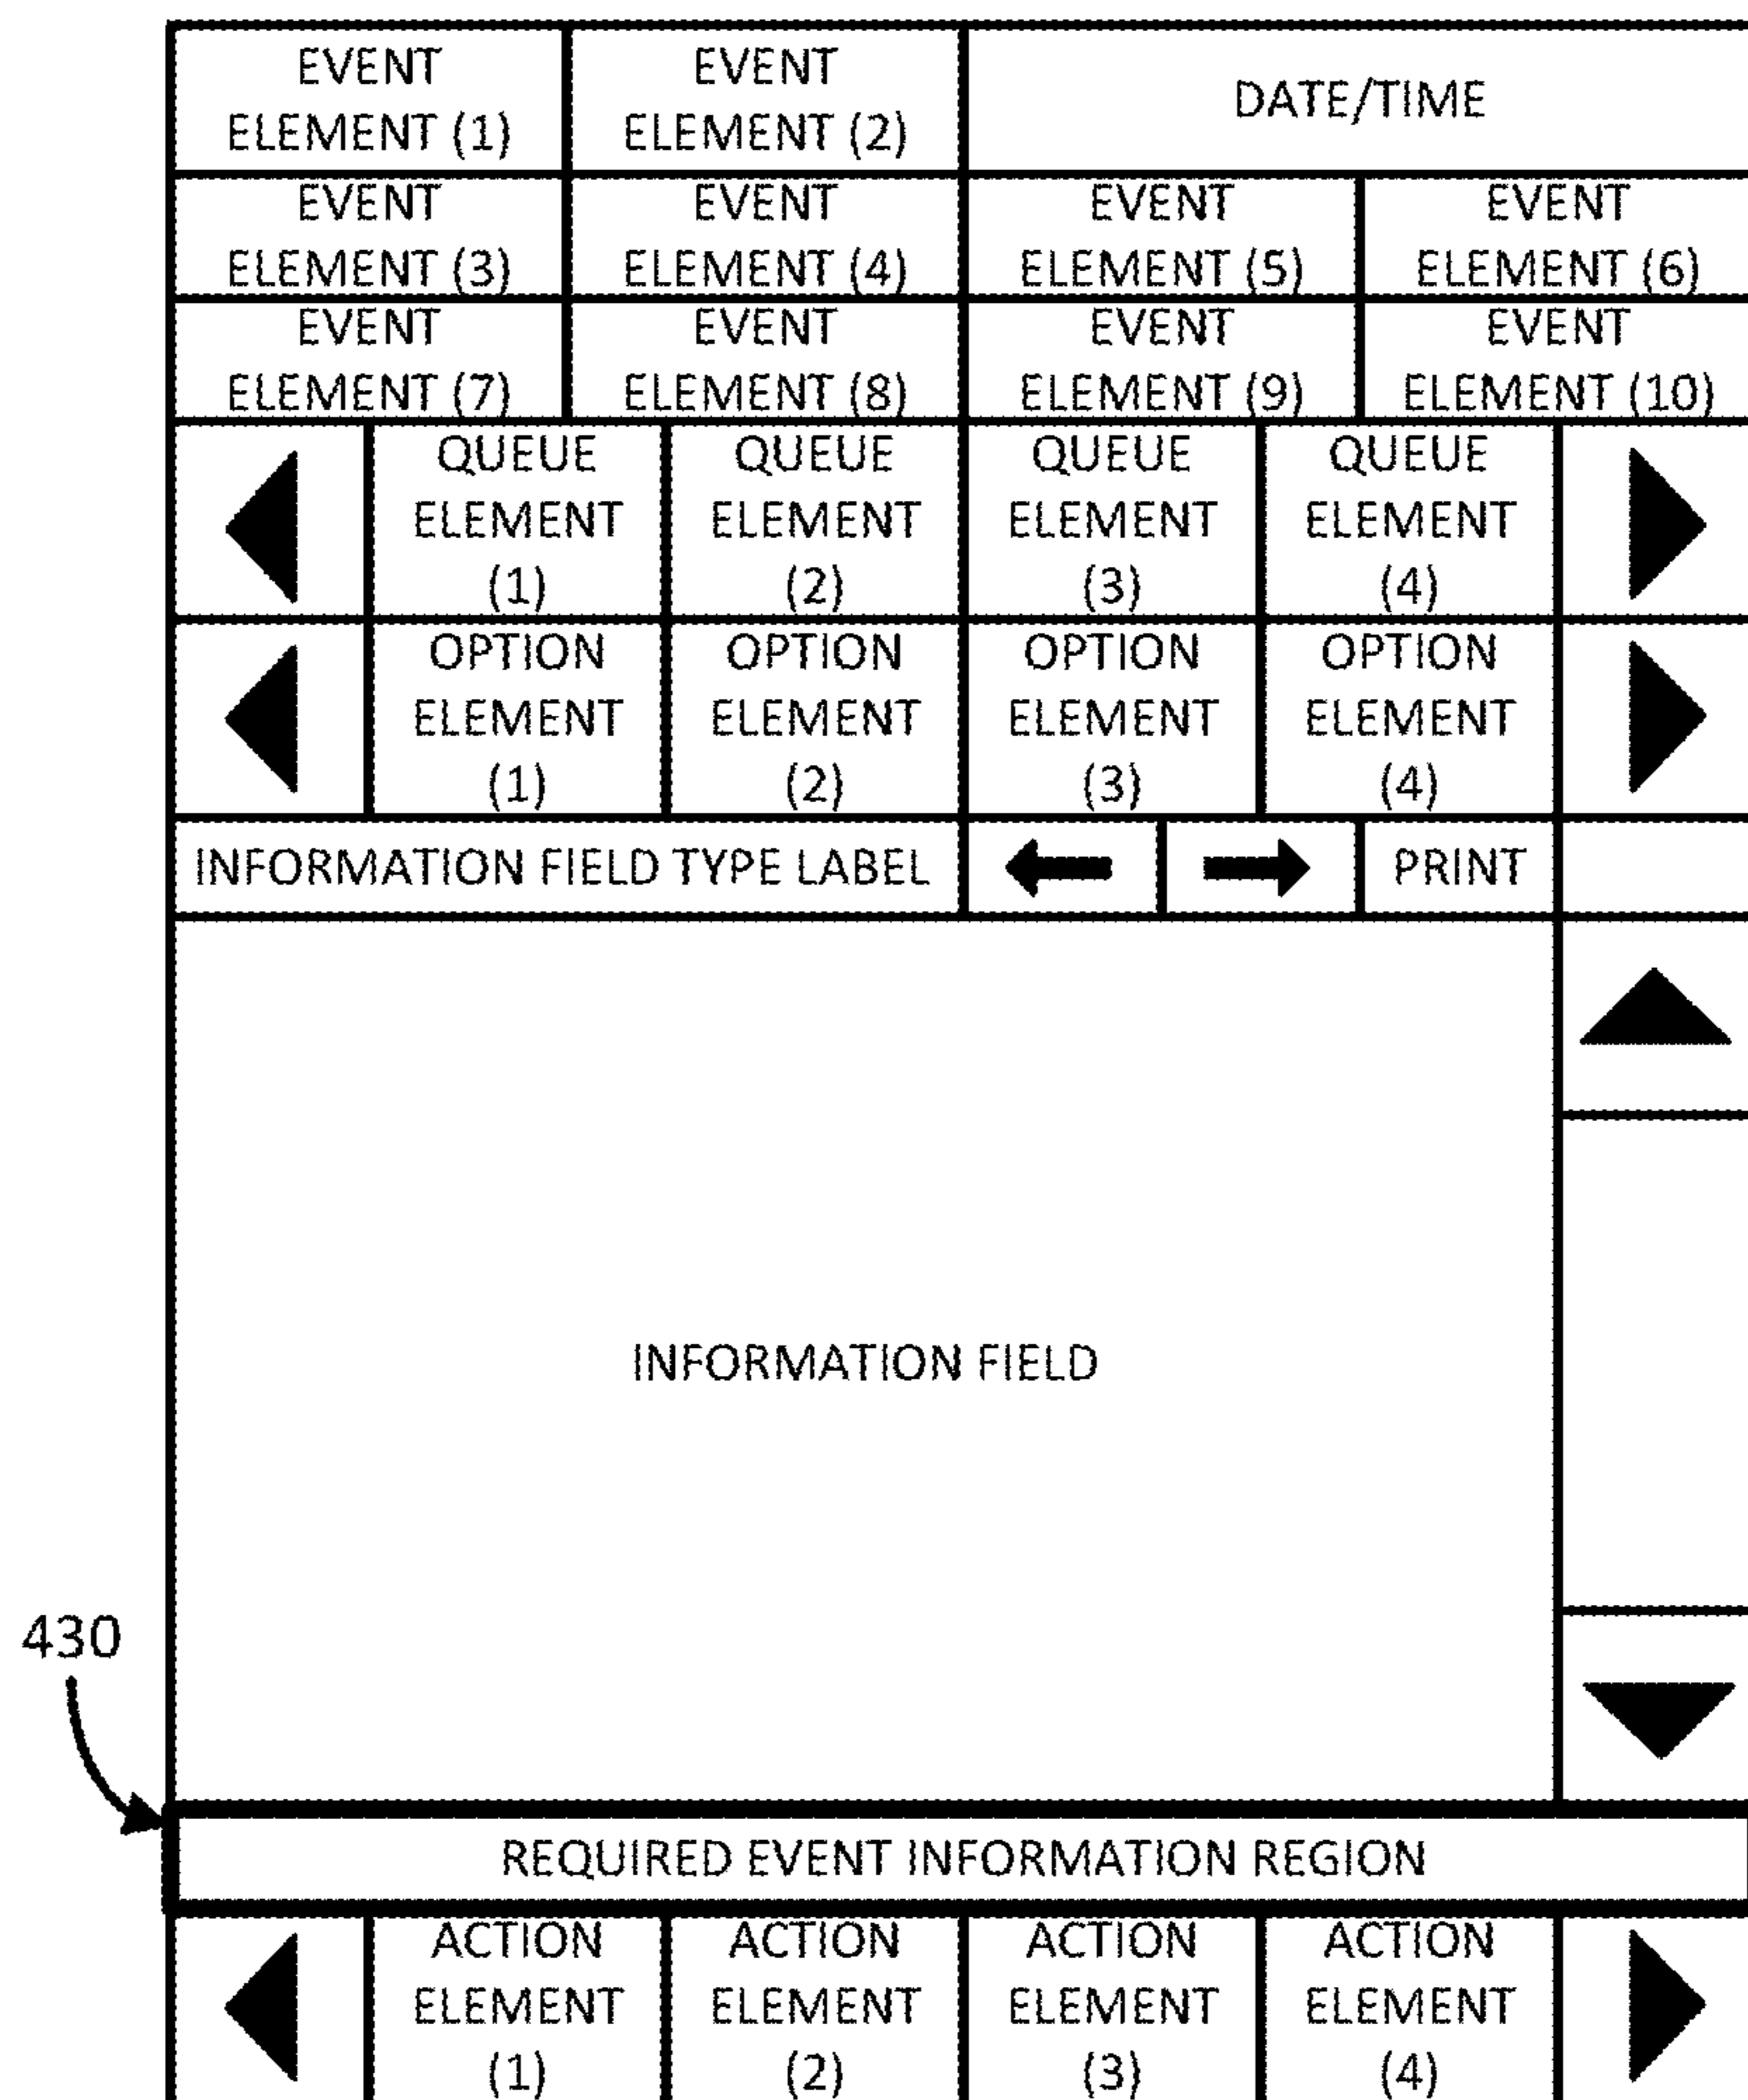 EVENT
ELEMENT (1)
EVENT
ELEMENT (2)
DATE/TIME
EVENT
ELEMENT (3)
EVENT
ELEMENT (4)
EVENT
ELEMENT (5)
EVENT
ELEMENT (6)
EVENT
ELEMENT (7)
EVENT
ELEMENT (8)
EVENT
ELEMENT (9)
EVENT
ELEMENT (10)
QUEUE
ELEMENT
(1)
QUEUE
ELEMENT
(2)
QUEUE
ELEMENT
(3)
QUEUE
ELEMENT
(4)
OPTION
ELEMENT
(1)
OPTION
ELEMENT
(2)
OPTION
ELEMENT
(3)
OPTION
ELEMENT
(4)
INFORMATION FIELD TYPE LABEL
PRINT
INFORMATION FIELD
430
REQUIRED EVENT INFORMATION REGION
ACTION
ELEMENT
(1)
ACTION
ELEMENT
(2)
ACTION
ELEMENT
(3)
ACTION
ELEMENT
(4)